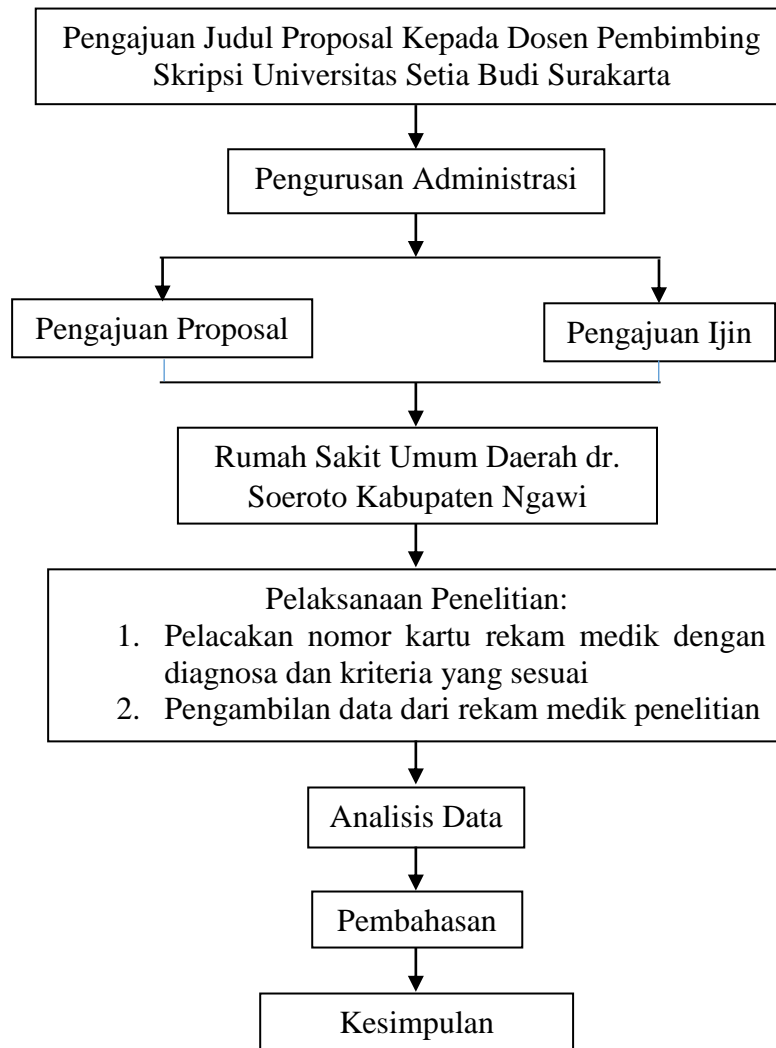 Pengajuan Judul Proposal Kepada Dosen Pembimbing
Skripsi Universitas Setia Budi Surakarta
Pengurusan Administrasi
Pengajuan Proposal
Pengajuan Ijin
Rumah Sakit Umum Daerah dr.
Soeroto Kabupaten Ngawi
Pelaksanaan Penelitian:
1. Pelacakan nomor kartu rekam medik dengan
diagnosa dan kriteria yang sesuai
2. Pengambilan data dari rekam medik penelitian
Analisis Data
Pembahasan
Kesimpulan